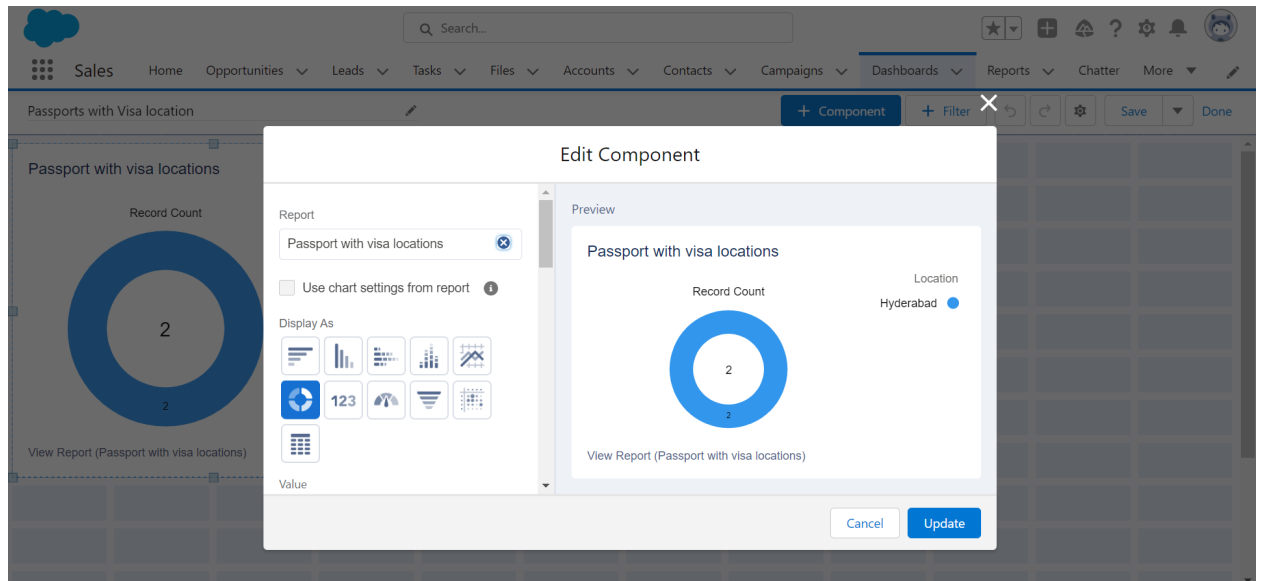 Search...
Sales Home Opportunities Leads Tasks Files Accounts Contacts Campaigns Dashboards Reports Chatter More
Passports with Visa location
+ Component + Filter Save Done
Passport with visa locations
Record Count
2
2
View Report (Passport with visa locations)
Edit Component
Report
Passport with visa locations
Use chart settings from report
Display As
123
Value
Preview
Passport with visa locations
Record Count
Location
Hyderabad
2
2
View Report (Passport with visa locations)
Cancel Update